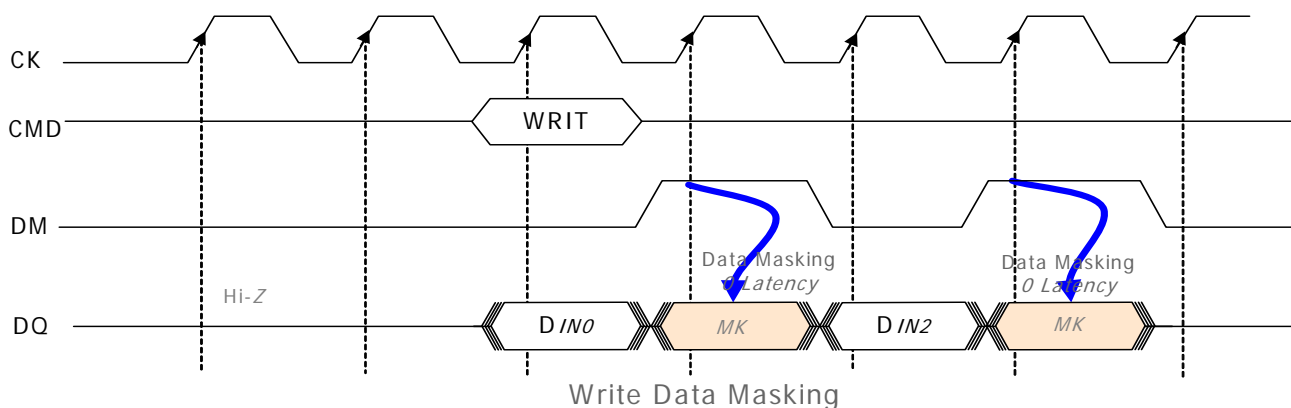 CK
CMD
WRIT
DM
Data Masking
0 Latency
Data Masking
0 Latency
Hi-Z
DQ
DIN0
MK
DIN2
MK
Write Data Masking